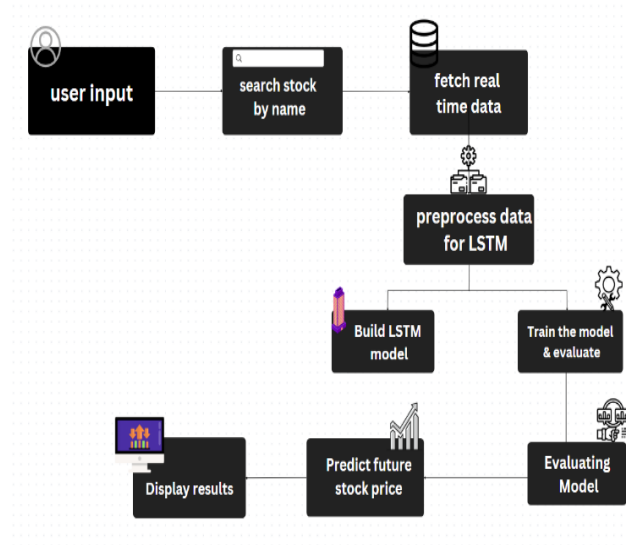 user input
search stock
by name
fetch real
time data
preprocess data
for LSTM
Build LSTM
model
Train the model
& evaluate
Evaluating
Model
Predict future
stock price
Display results